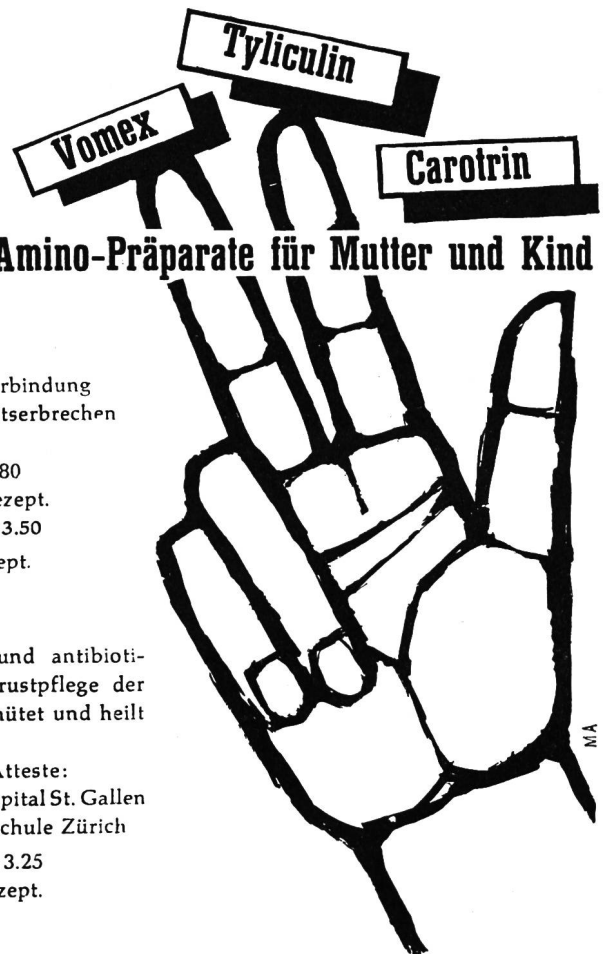 Tyliculin
Vomex
Carotrin
Amino-Präparate für Mutter und Kind
rbindung
tserbrechen
80
ezept.
3.50
ept.
und antibioti-
rustpflege der
hütet und heilt
Atteste:
pital St. Gallen
chule Zürich
3.25
zept.
MA